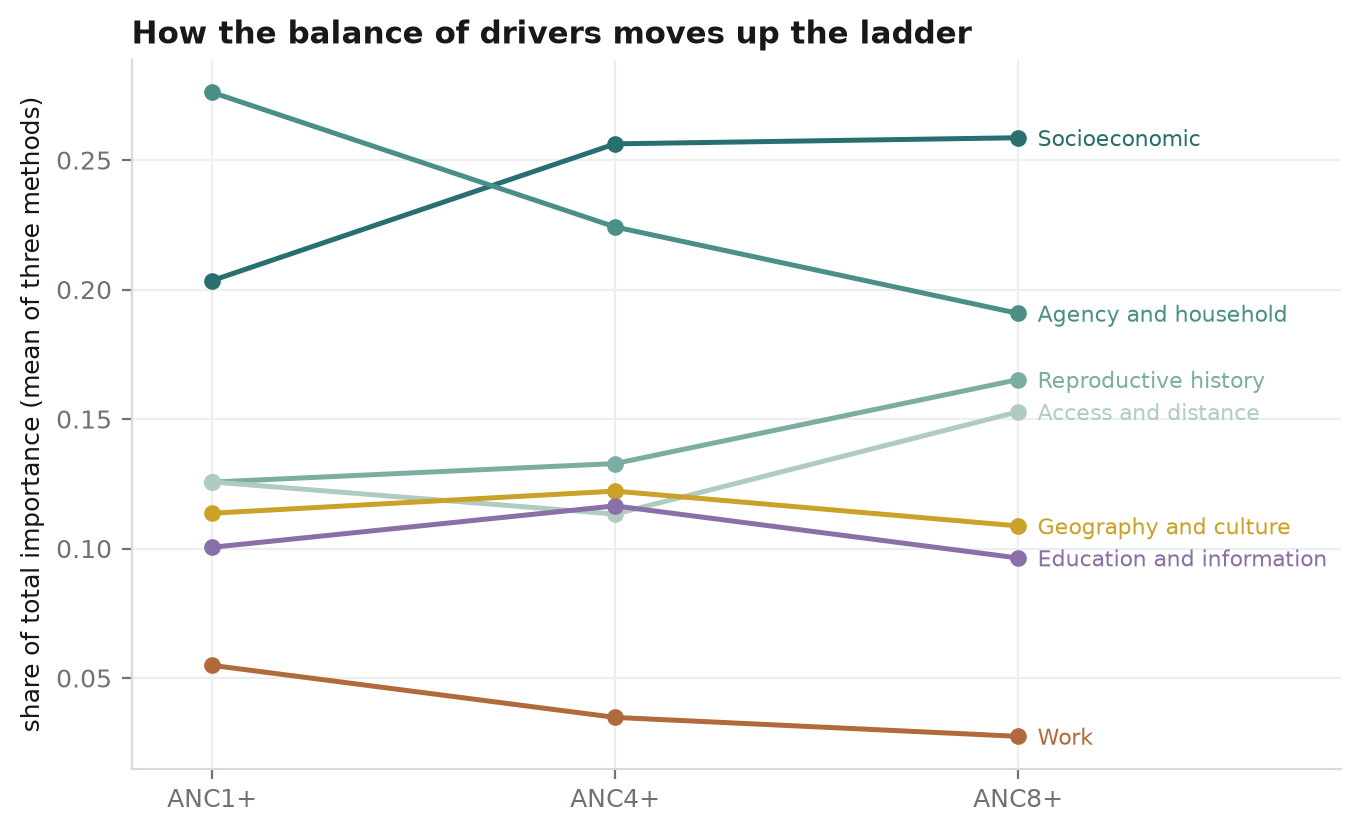 How the balance of drivers moves up the ladder
share of total importance (mean of three methods)
0.25
0.20
0.15
0.10
0.05
Socioeconomic
Agency and household
Reproductive history
Access and distance
Geography and culture
Education and information
Work
ANC1+
ANC4+
ANC8+